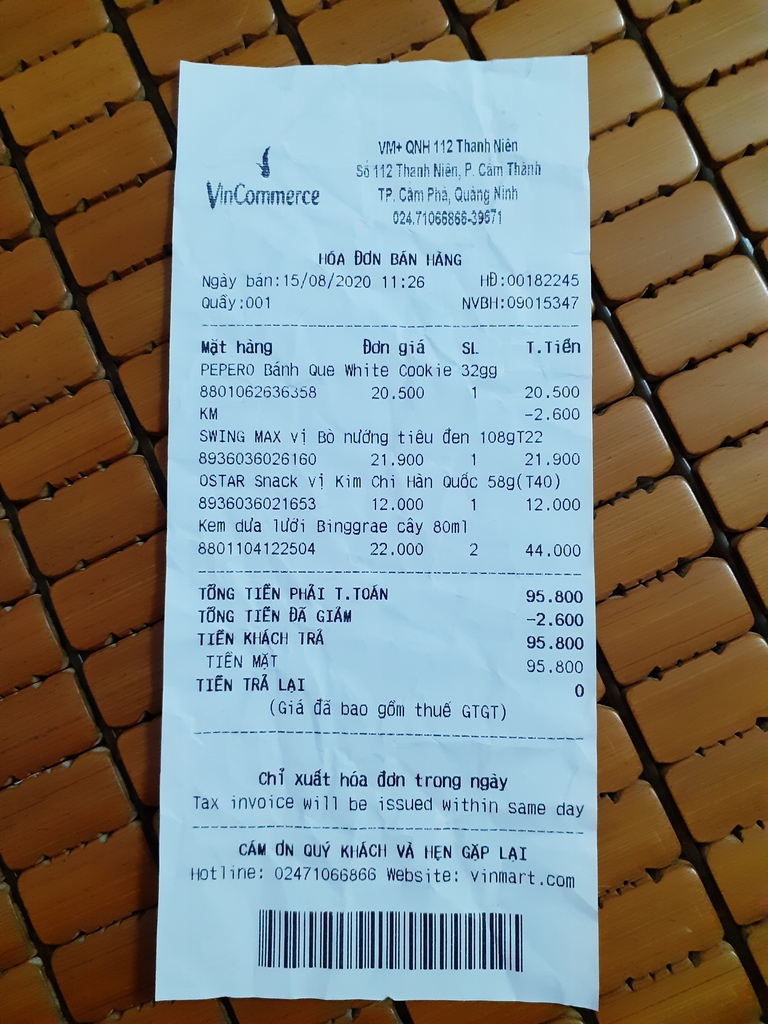 VinCommerce
VM+ QNH 112 Thanh Niên
Số 112 Thanh Niên, P. Cẩm Thành
TP. Cẩm Phả, Quảng Ninh
024.71066866-39671
HÓA ĐƠN BÁN HÀNG
Ngày bán:15/08/2020 11:26 HĐ:00182245
Quầy:001 NVBH:09015347
Mặt hàng Đơn giá SL T.Tiền
PEPERO Bánh Que White Cookie 32gg
8801062636358 20.500 1 20.500
KM -2.600
SWING MAX vị Bò nướng tiêu đen 108gT22
8936036026160 21.900 1 21.900
OSTAR Snack vị Kim Chi Hàn Quốc 58g(T40)
8936036021653 12.000 1 12.000
Kem dưa lưới Binggrae cây 80ml
8801104122504 22.000 2 44.000
TỔNG TIỀN PHẢI T.TOÁN 95.800
TỔNG TIỀN ĐÃ GIẢM -2.600
TIỀN KHÁCH TRẢ 95.800
TIỀN MẶT 95.800
TIỀN TRẢ LẠI 0
(Giá đã bao gồm thuế GTGT)
Chỉ xuất hóa đơn trong ngày
Tax invoice will be issued within same day
CẢM ƠN QUÝ KHÁCH VÀ HẸN GẶP LẠI
Hotline: 02471066866 Website: vinmart.com